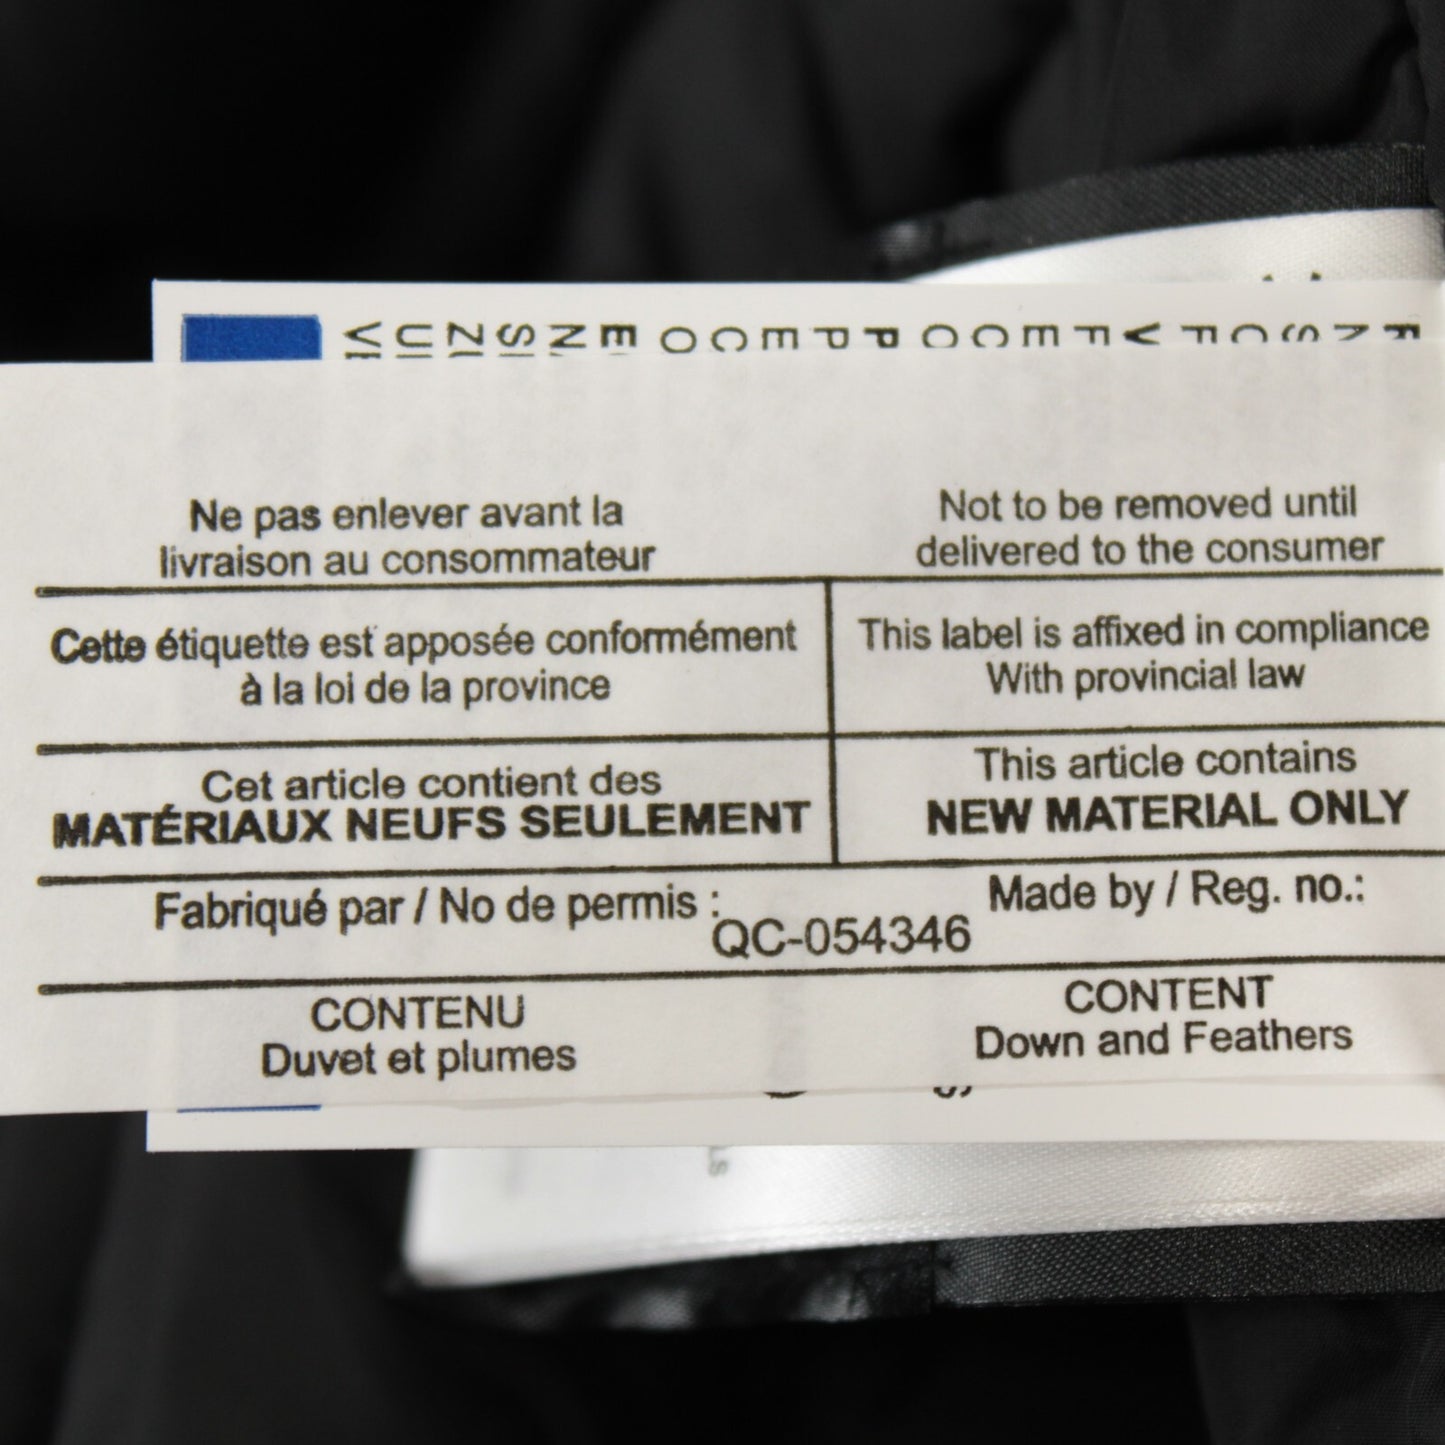 Ne pas enlever avant la
livraison au consommateur
Not to be removed until
delivered to the consumer
Cette étiquette est apposée conformément
à la loi de la province
This label is affixed in compliance
With provincial law
Cet article contient des
MATÉRIAUX NEUFS SEULEMENT
This article contains
NEW MATERIAL ONLY
Fabriqué par / No de permis :
Made by / Reg. no.:
QC-054346
CONTENU
Duvet et plumes
CONTENT
Down and Feathers